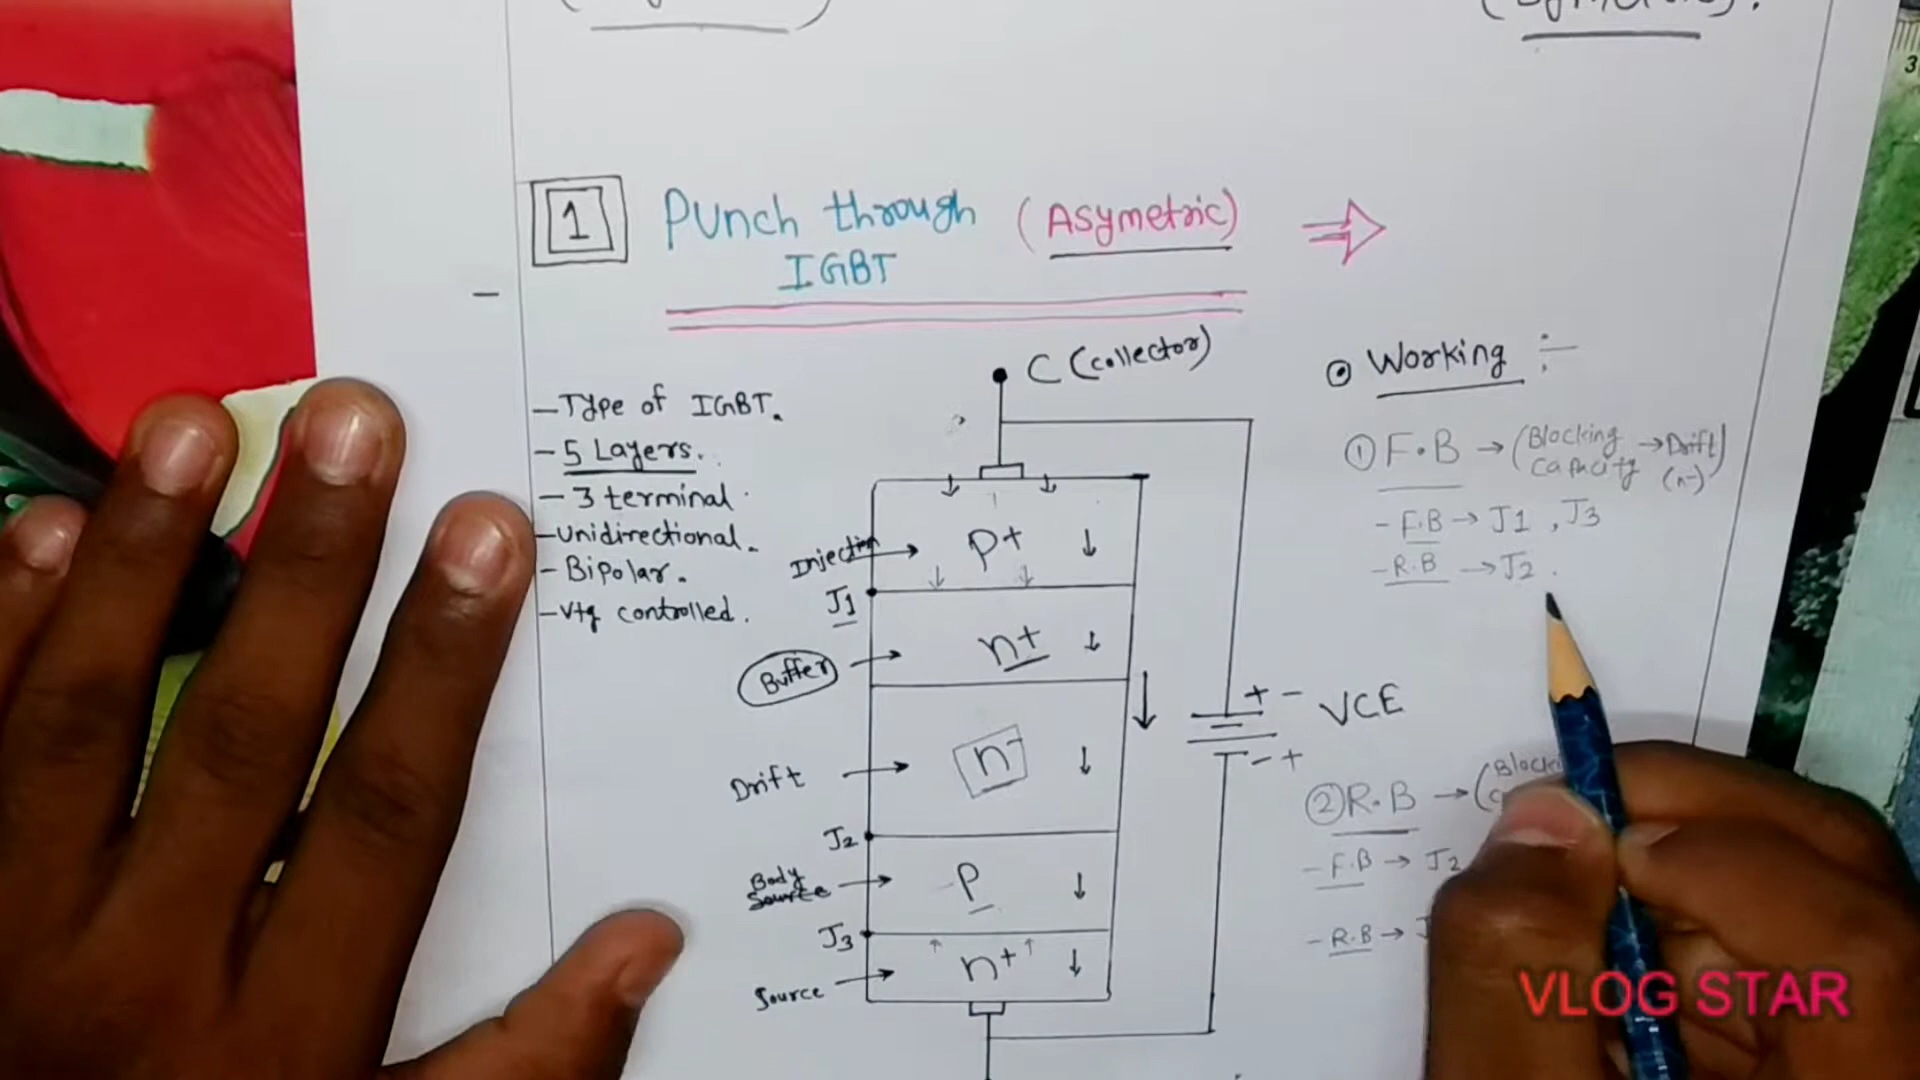 1
Punch through (Asymetric) ⇒
IGBT
C (collector)
- Type of IGBT.
- 5 Layers.
- 3 terminal.
- Unidirectional.
- Bipolar.
- Vtg controlled.
Injection → P+ ↓
J1
Buffer → n+ ↓
Drift → n- ↓
J2
Body
Source
→ P ↓
J3
Source → n+ ↓
+ -
- +
VCE
⊙ Working :-
① F.B → (Blocking → Drift)
capacity (n-)
- F.B → J1, J3
- R.B → J2.
② R.B →
- F.B → J2
- R.B →
VLOG STAR